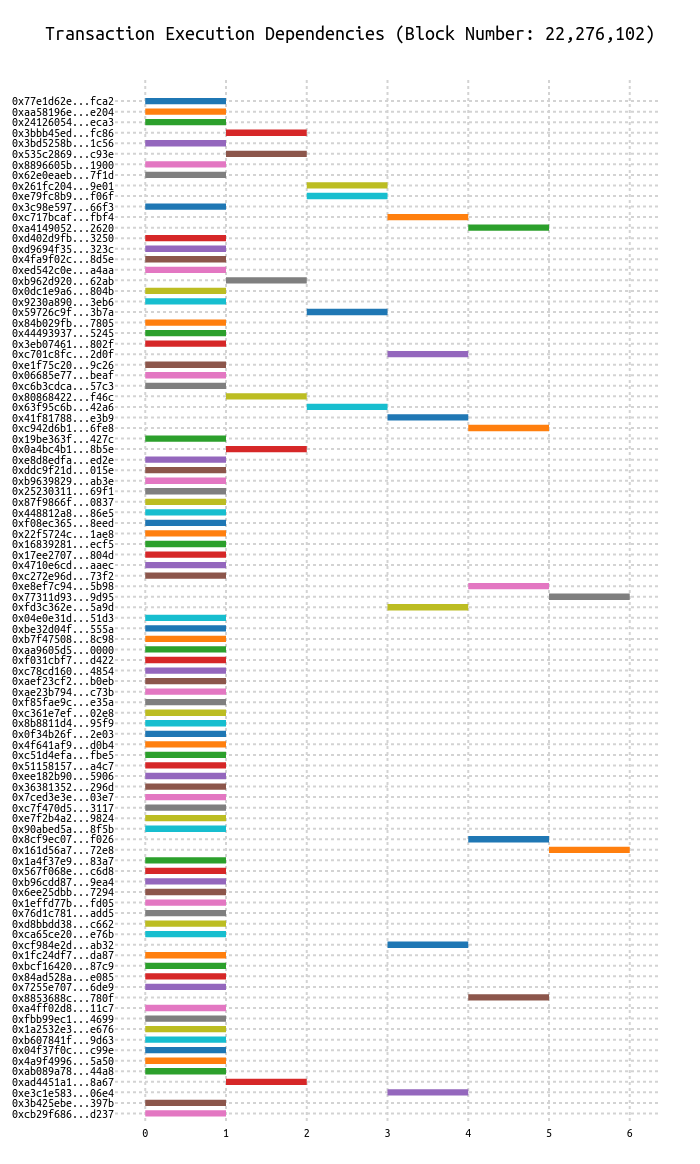 Transaction Execution Dependencies (Block Number: 22,276,102)
0x77e1d62e...fca2
0xaa58196e...e204
0x24126054...eca3
0x3bbb45ed...fc86
0x3bd5258b...1c56
0x535c2869...c93e
0x8896605b...1900
0x62e0eaeb...7f1d
0x261fc204...9e01
0xe79fc8b9...f06f
0x3c98e597...66f3
0xc717bcaf...fbf4
0xa4149052...2620
0xd402d9fb...3250
0xd9694f35...323c
0x4fa9f02c...8d5e
0xed542c0e...a4aa
0xb962d920...62ab
0x0dc1e9a6...804b
0x9230a890...3eb6
0x59726c9f...3b7a
0x84b029fb...7805
0x44493937...5245
0x3eb07461...802f
0xc701c8fc...2d0f
0xe1f75c20...9c26
0x06685e77...beaf
0xc6b3cdca...57c3
0x80868422...f46c
0x63f95c6b...42a6
0x41f81788...e3b9
0xc942d6b1...6fe8
0x19be363f...427c
0x0a4bc4b1...8b5e
0xe8d8edfa...ed2e
0xddc9f21d...015e
0xb9639829...ab3e
0x25230311...69f1
0x87f9866f...0837
0x448812a8...86e5
0xf08ec365...8eed
0x22f5724c...1ae8
0x16839281...ecf5
0x17ee2707...804d
0x4710e6cd...aaec
0xc272e96d...73f2
0xe8ef7c94...5b98
0x77311d93...9d95
0xfd3c362e...5a9d
0x04e0e31d...51d3
0xbe32d04f...555a
0xb7f47508...8c98
0xaa9605d5...0000
0xf031cbf7...d422
0xc78cd160...4854
0xaef23cf2...b0eb
0xae23b794...c73b
0xf85fae9c...e35a
0xc361e7ef...02e8
0x8b8811d4...95f9
0x0f34b26f...2e03
0x4f641af9...d0b4
0xc51d4efa...fbe5
0x51158157...a4c7
0xee182b90...5906
0x36381352...296d
0x7ced3e3e...03e7
0xc7f470d5...3117
0xe7f2b4a2...9824
0x90abed5a...8f5b
0x8cf9ec07...f026
0x161d56a7...72e8
0x1a4f37e9...83a7
0x567f068e...c6d8
0xb96cdd87...9ea4
0x6ee25dbb...7294
0x1effd77b...fd05
0x76d1c781...add5
0xd8bbdd38...c662
0xca65ce20...e76b
0xcf984e2d...ab32
0x1fc24df7...da87
0xbcf16420...87c9
0x84ad528a...e085
0x7255e707...6de9
0x8853688c...780f
0xa4ff02d8...11c7
0xfbb99ec1...4699
0x1a2532e3...e676
0xb607841f...9d63
0x04f37f0c...c99e
0x4a9f4996...5a50
0xab089a78...44a8
0xad4451a1...8a67
0xe3c1e583...06e4
0x3b425ebe...397b
0xcb29f686...d237
0 1 2 3 4 5 6